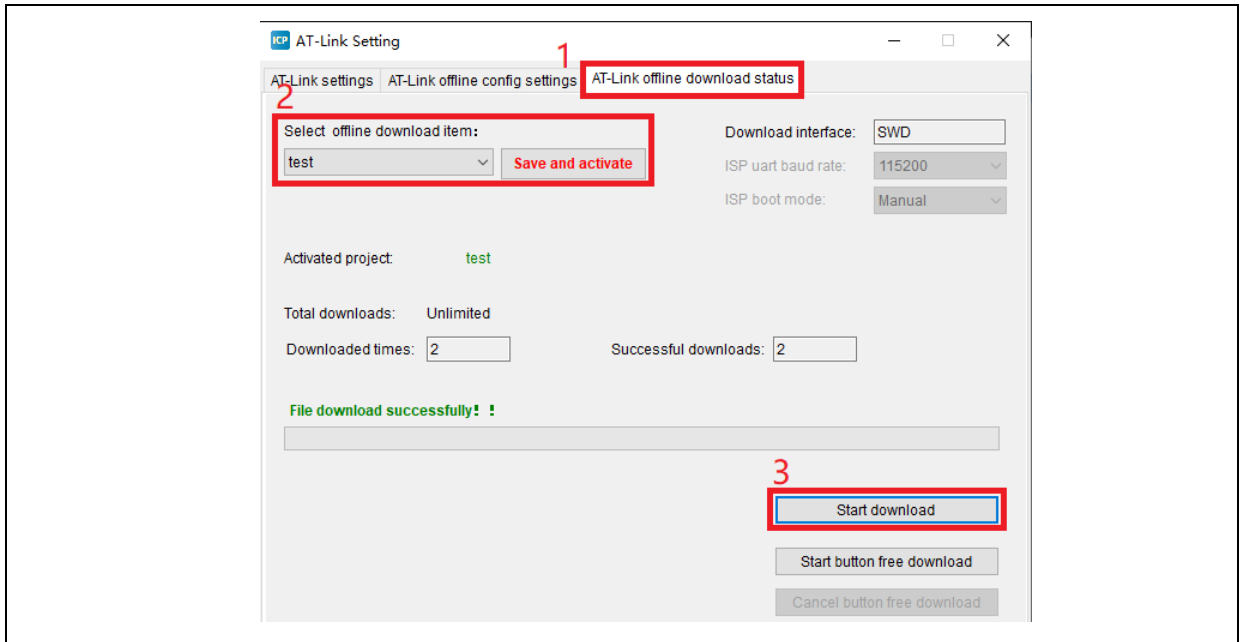 ICP AT-Link Setting
1
AT-Link settings AT-Link offline config settings AT-Link offline download status
2
Select offline download item:
test Save and activate
Download interface: SWD
ISP uart baud rate: 115200
ISP boot mode: Manual
Activated project: test
Total downloads: Unlimited
Downloaded times: 2 Successful downloads: 2
File download successfully!!
3
Start download
Start button free download
Cancel button free download